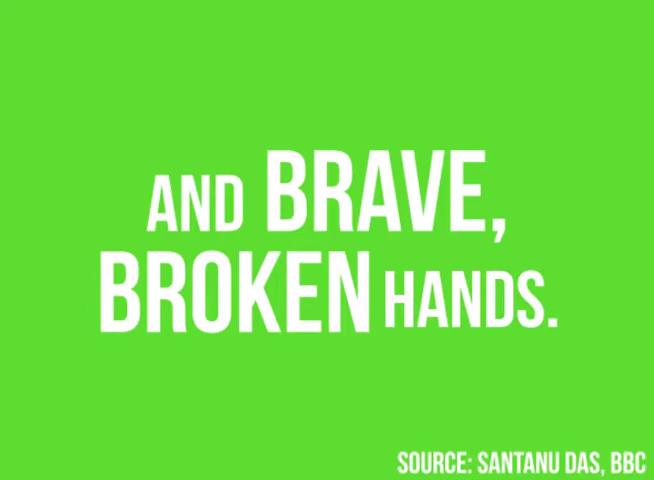 AND BRAVE,
BROKEN HANDS.
SOURCE: SANTANU DAS, BBC